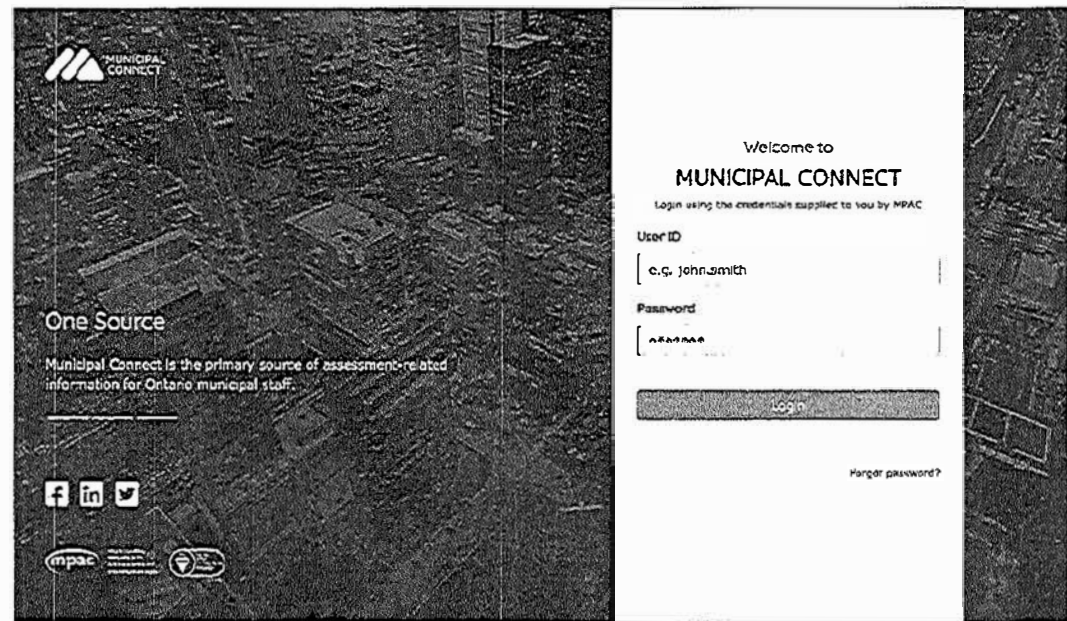 MUNICIPAL
CONNECT
One Source
Municipal Connect is the primary source of assessment-related
information for Ontario municipal staff.
mpac
Welcome to
MUNICIPAL CONNECT
Login using the credentials supplied to you by MPAC
User ID
e.g. john.smith
Password
Login
Forgot password?